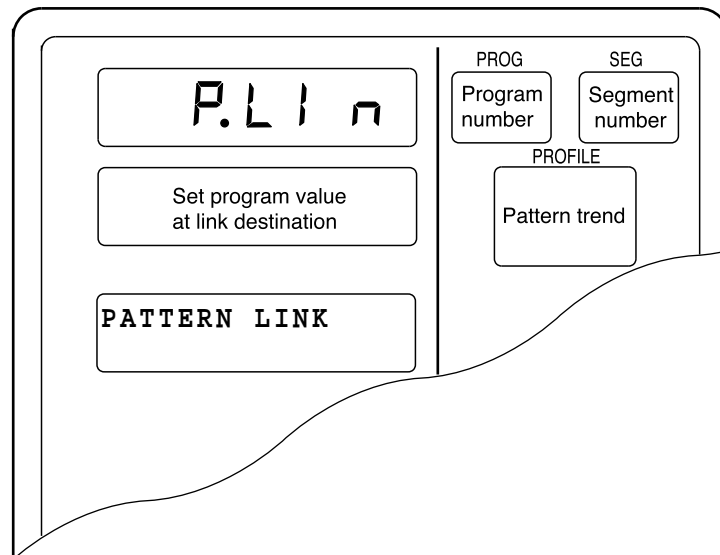 P.LIn
Set program value
at link destination
PATTERN LINK
PROG
Program
number
SEG
Segment
number
PROFILE
Pattern trend